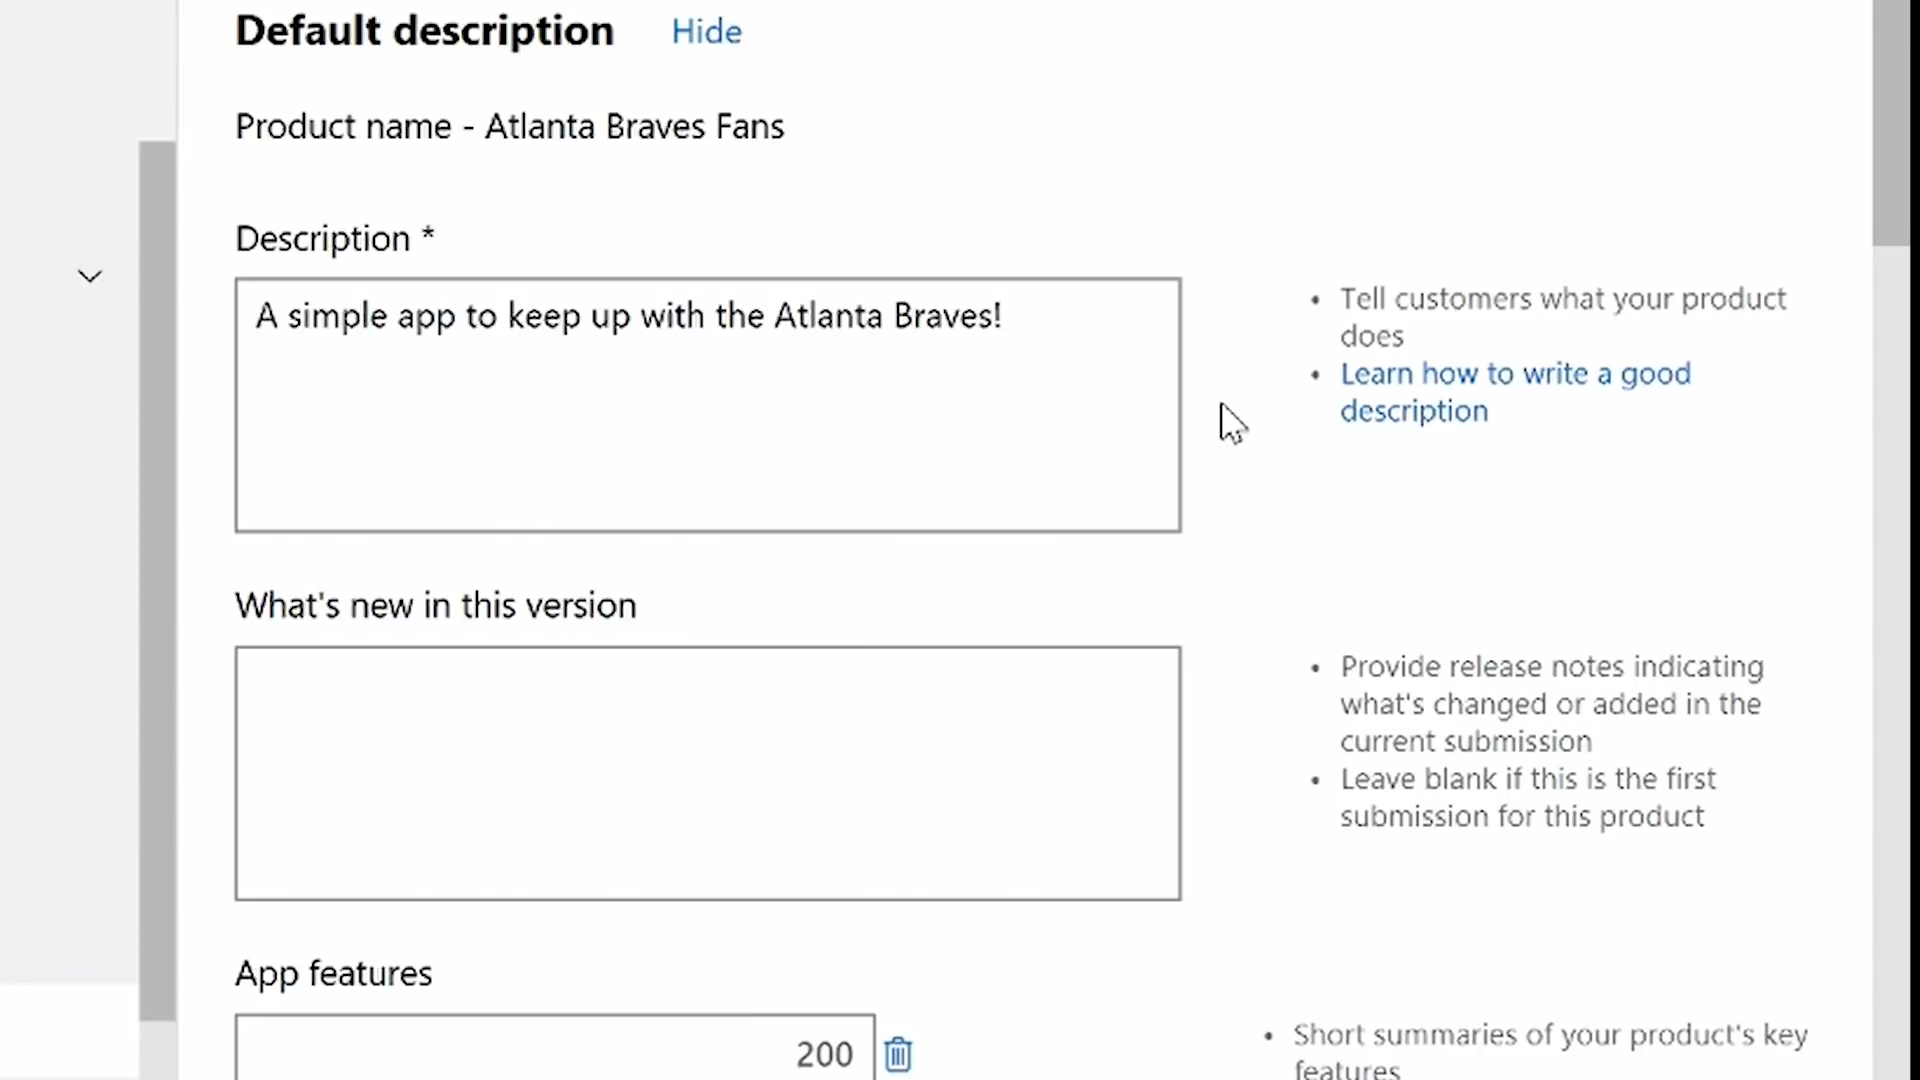 Default description Hide
Product name - Atlanta Braves Fans
Description *
A simple app to keep up with the Atlanta Braves!
• Tell customers what your product
does
• Learn how to write a good
description
What's new in this version
• Provide release notes indicating
what's changed or added in the
current submission
• Leave blank if this is the first
submission for this product
App features
200
• Short summaries of your product's key
features